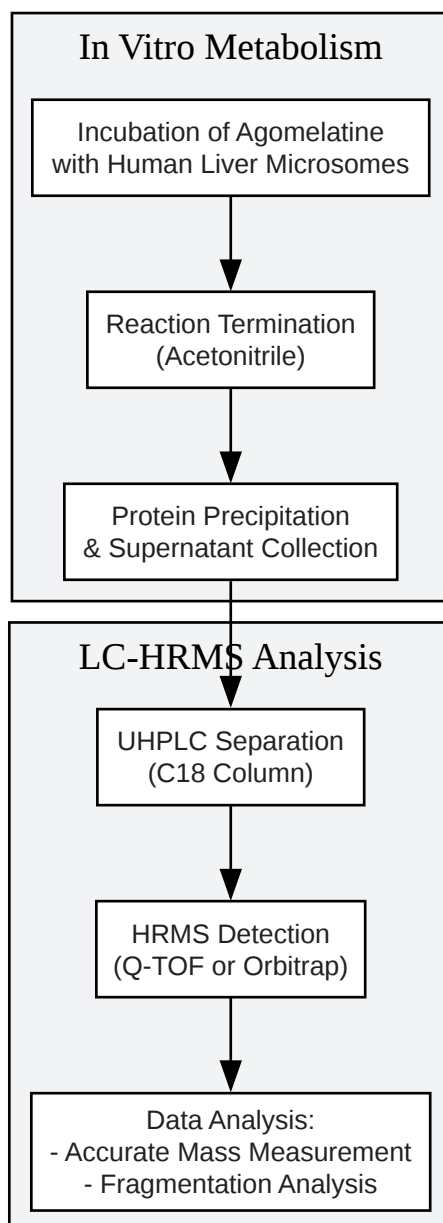 In Vitro Metabolism
Incubation of Agomelatine
with Human Liver Microsomes
Reaction Termination
(Acetonitrile)
Protein Precipitation
& Supernatant Collection
LC-HRMS Analysis
UHPLC Separation
(C18 Column)
HRMS Detection
(Q-TOF or Orbitrap)
Data Analysis:
- Accurate Mass Measurement
- Fragmentation Analysis